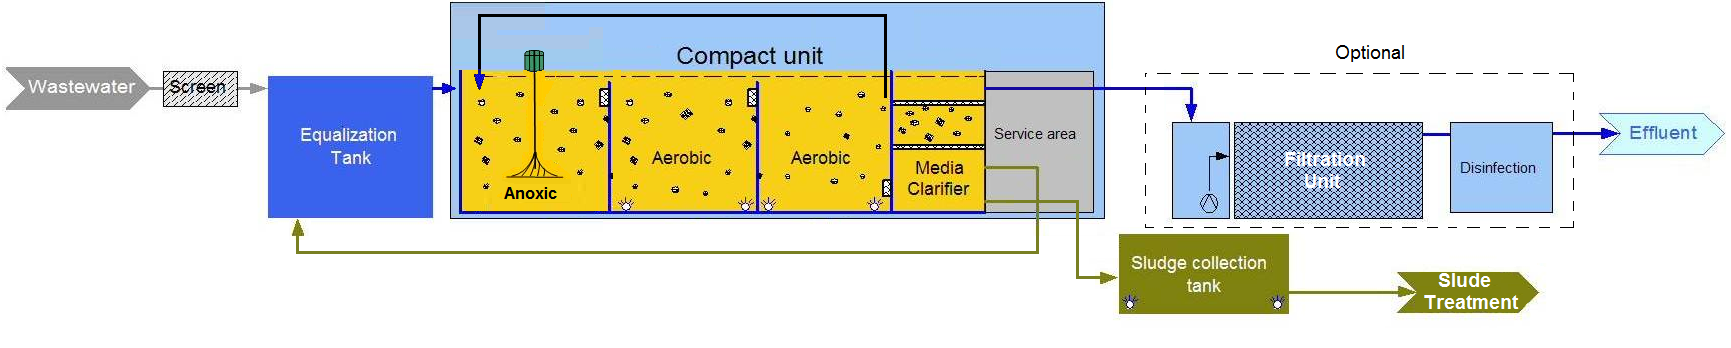 Optional
Compact unit
Wastewater
Screen
Equalization
Tank
Anoxic
Aerobic
Aerobic
Media
Clarifier
Service area
Filtration
Unit
Disinfection
Effluent
Sludge collection
tank
Slude
Treatment